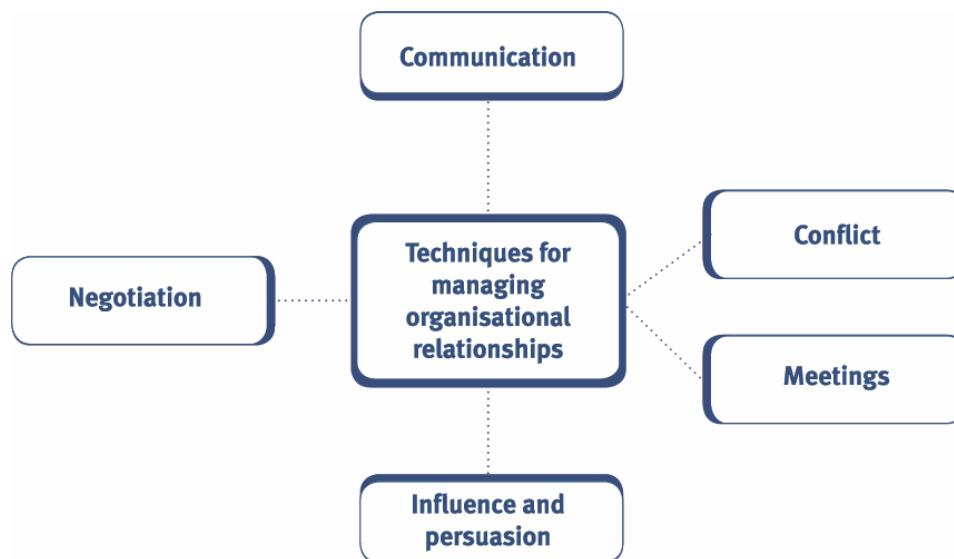 Communication
Conflict
Techniques for
managing
organisational
relationships
Negotiation
Meetings
Influence and
persuasion